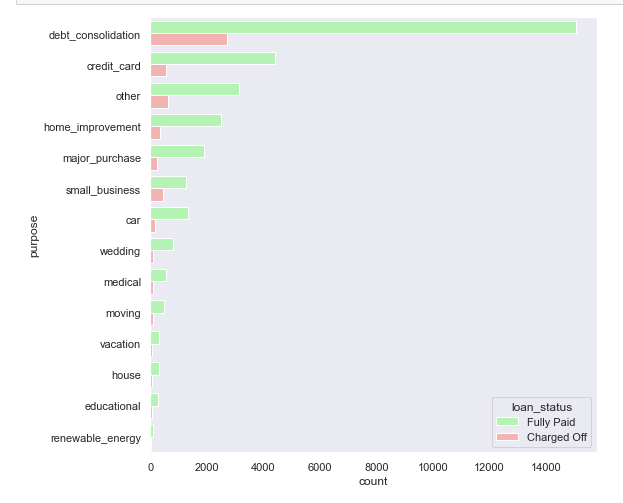 debt_consolidation
credit_card
other
home_improvement
major_purchase
small_business
car
wedding
medical
moving
vacation
house
educational
renewable_energy
purpose
0 2000 4000 6000 8000 10000 12000 14000
count
loan_status
Fully Paid
Charged Off